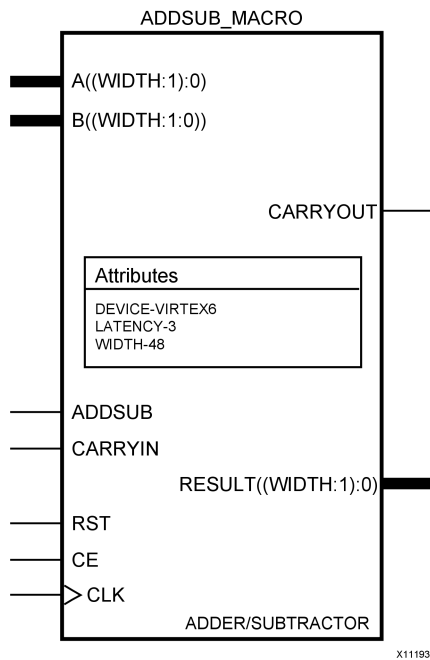 ADDSUB_MACRO
A((WIDTH:1):0)
B((WIDTH:1:0))
CARRYOUT
Attributes
DEVICE-VIRTEX6
LATENCY-3
WIDTH-48
ADDSUB
CARRYIN
RESULT((WIDTH:1):0)
RST
CE
CLK
ADDER/SUBTRACTOR
X11193